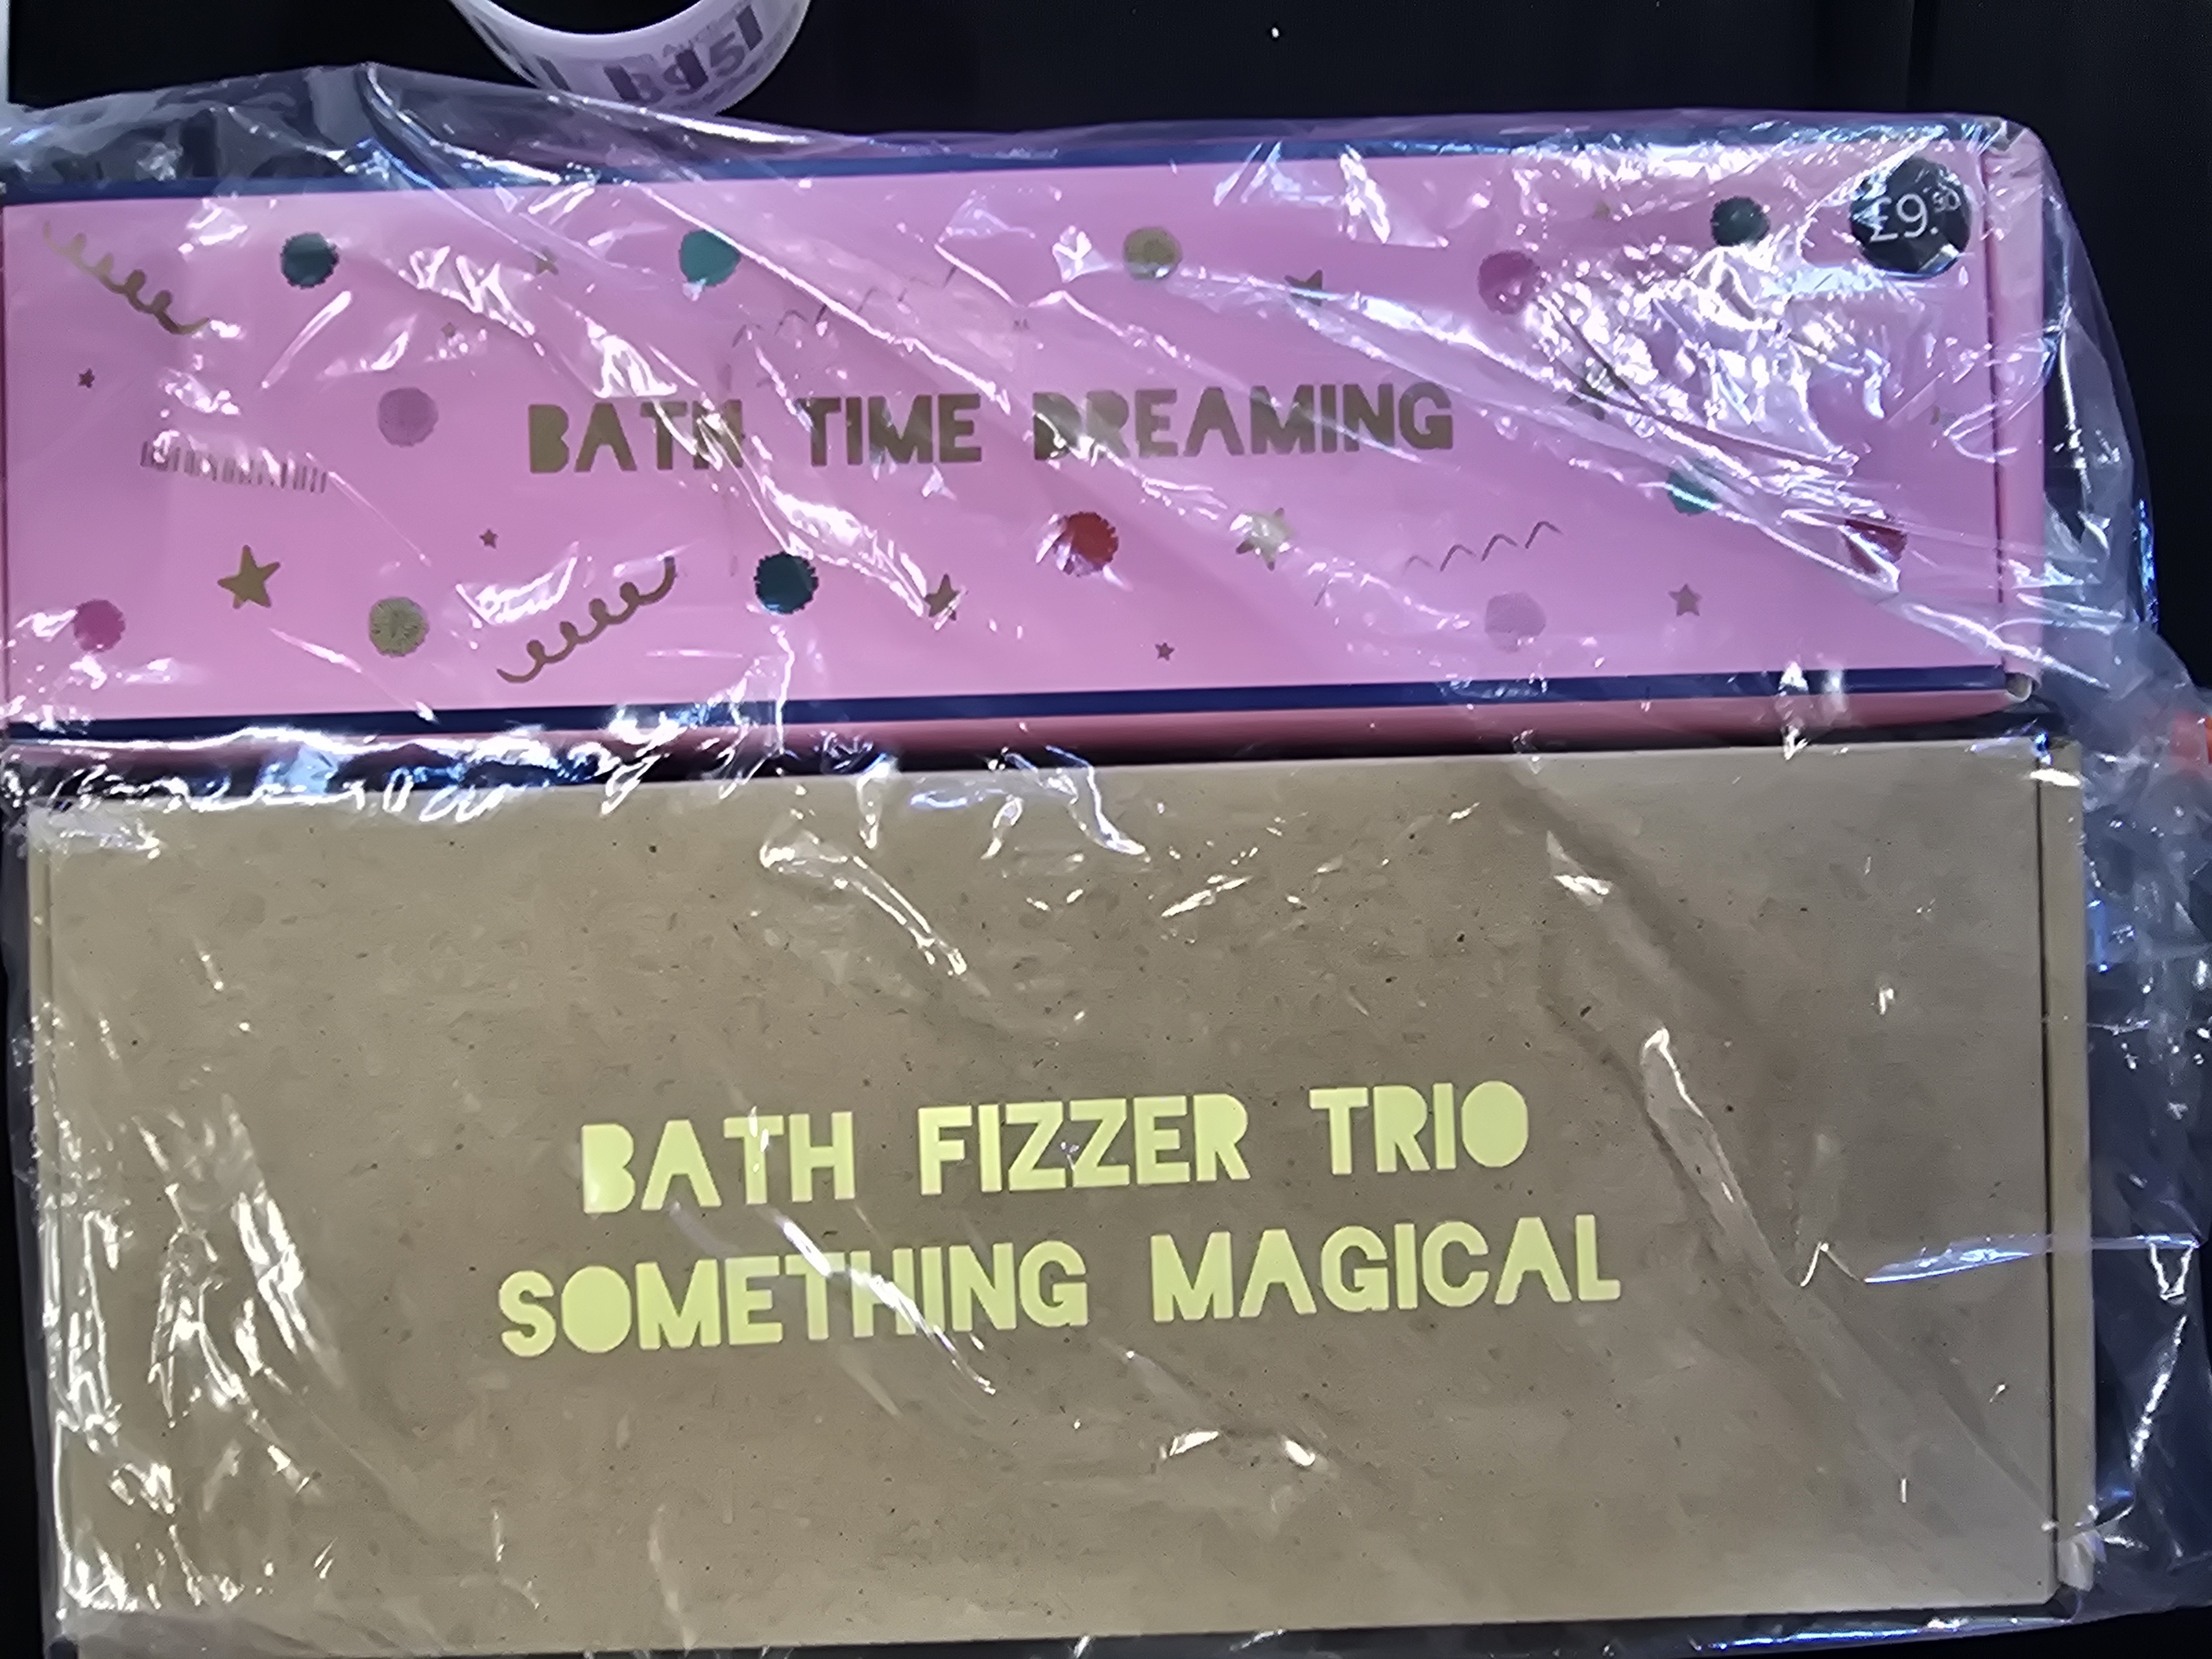 £9.50
BATH TIME DREAMING
BATH FIZZER TRIO
SOMETHING MAGICAL